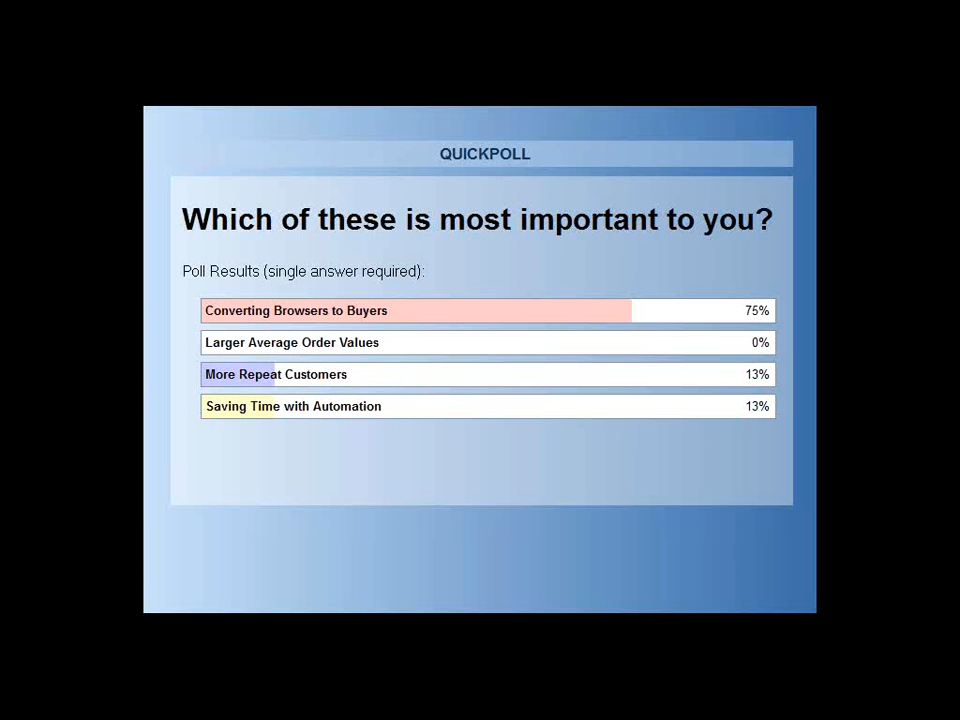 QUICKPOLL
Which of these is most important to you?
Poll Results (single answer required):
Converting Browsers to Buyers 75%
Larger Average Order Values 0%
More Repeat Customers 13%
Saving Time with Automation 13%